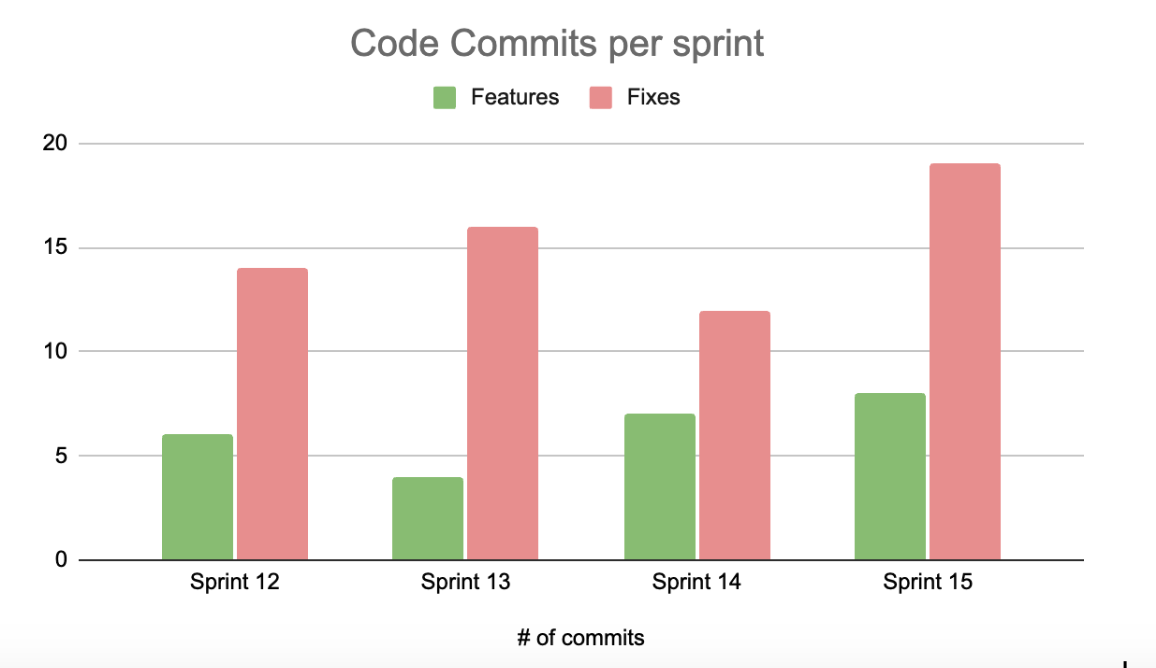 Code Commits per sprint
Features Fixes
20
15
10
5
0
Sprint 12 Sprint 13 Sprint 14 Sprint 15
# of commits